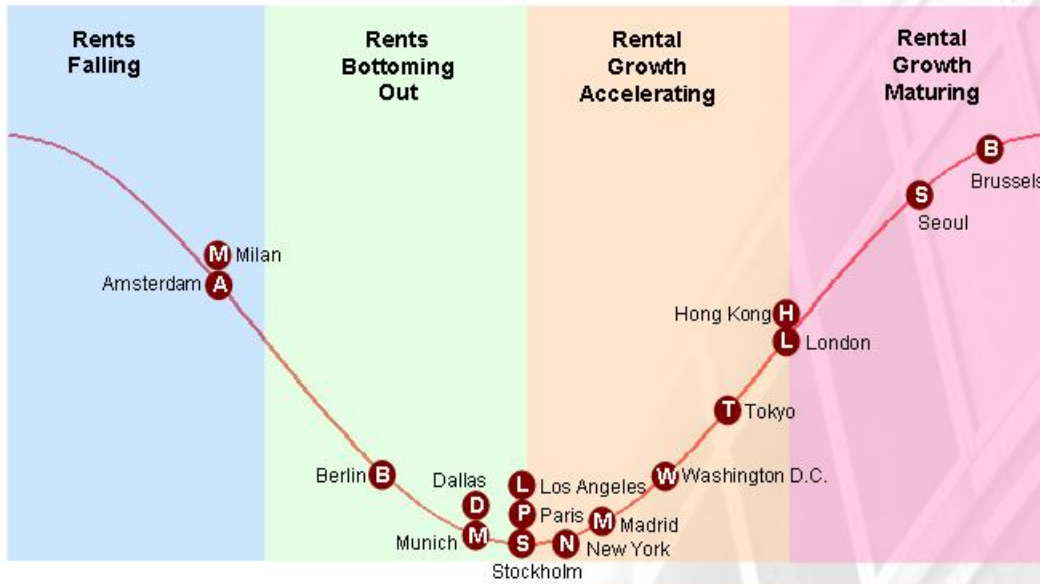 Rents
Falling
Rents
Bottoming
Out
Rental
Growth
Accelerating
Rental
Growth
Maturing
B
Brussels
S
Seoul
M Milan
Amsterdam A
Hong Kong H
L London
T Tokyo
Berlin B
Dallas
D
Munich M
L Los Angeles
P Paris
S
Stockholm
N New York
M Madrid
W Washington D.C.